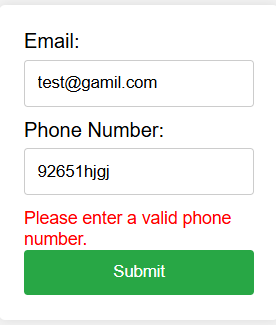 Email:
test@gamil.com
Phone Number:
92651hjgj
Please enter a valid phone
number.
Submit